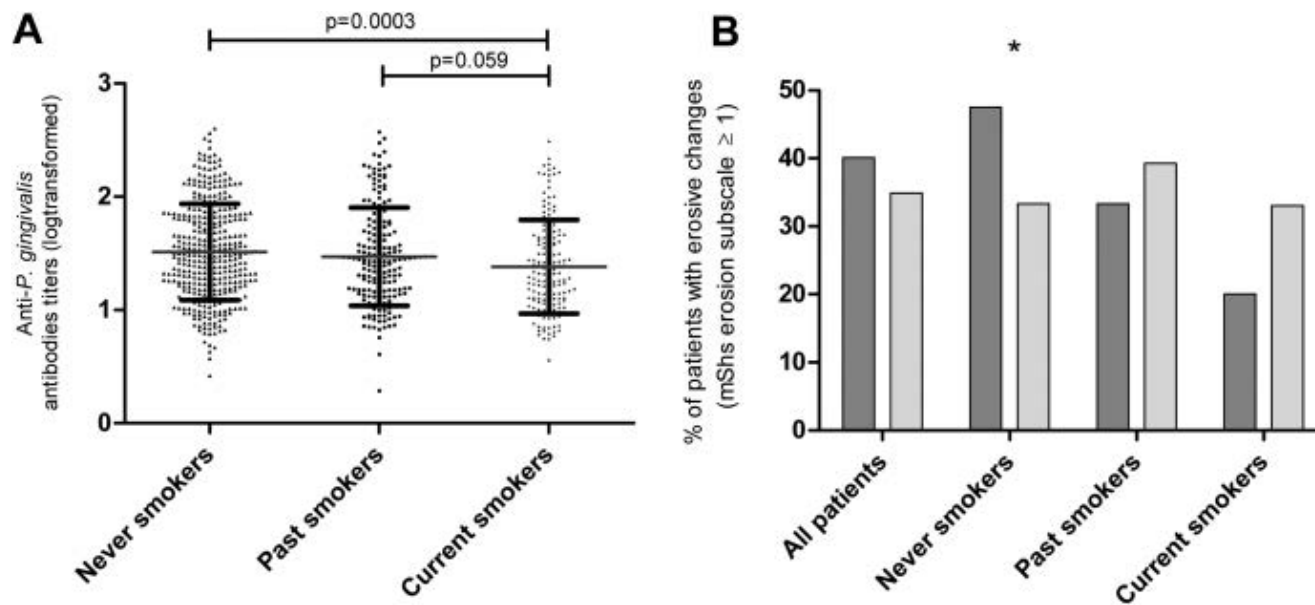 A
p=0.0003
p=0.059
Anti-P. gingivalis
antibodies titers (logtransformed)
3
2
1
0
Never smokers
Past smokers
Current smokers
B
*
% of patients with erosive changes
(mShs erosion subscale ≥ 1)
50
40
30
20
10
0
All patients
Never smokers
Past smokers
Current smokers